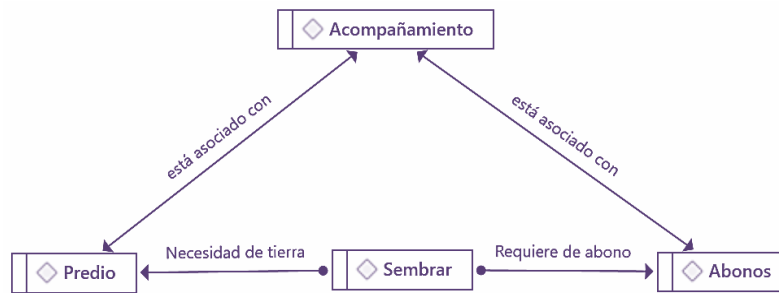 Acompañamiento
está asociado con
está asociado con
Necesidad de tierra
Requiere de abono
Predio
Sembrar
Abonos